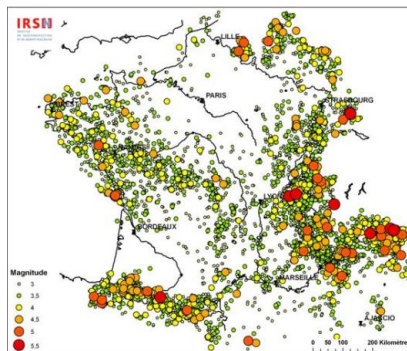 IRSN
LILLE
PARIS
STRASBOURG
LYON
BORDEAUX
MARSEILLE
AJACCIO
Magnitude
3
3,5
4
4,5
5
5,5
0 50 100 200 Kilomètres